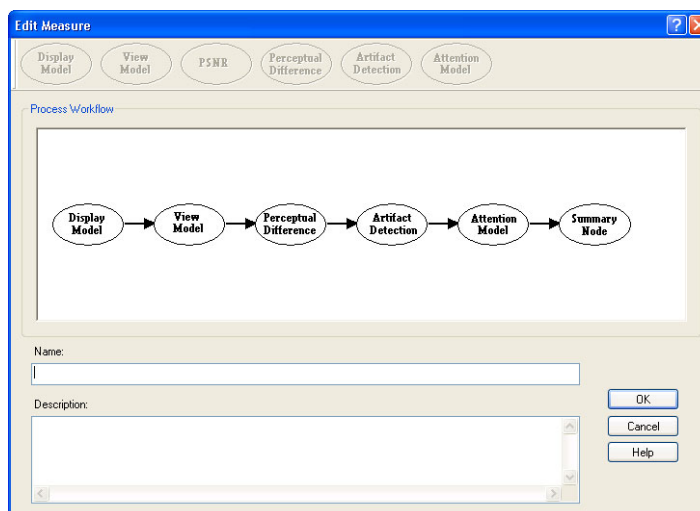 Edit Measure
Display
Model
View
Model
PSNR
Perceptual
Difference
Artifact
Detection
Attention
Model
Process Workflow
Display
Model
View
Model
Perceptual
Difference
Artifact
Detection
Attention
Model
Summary
Node
Name:
Description:
OK
Cancel
Help